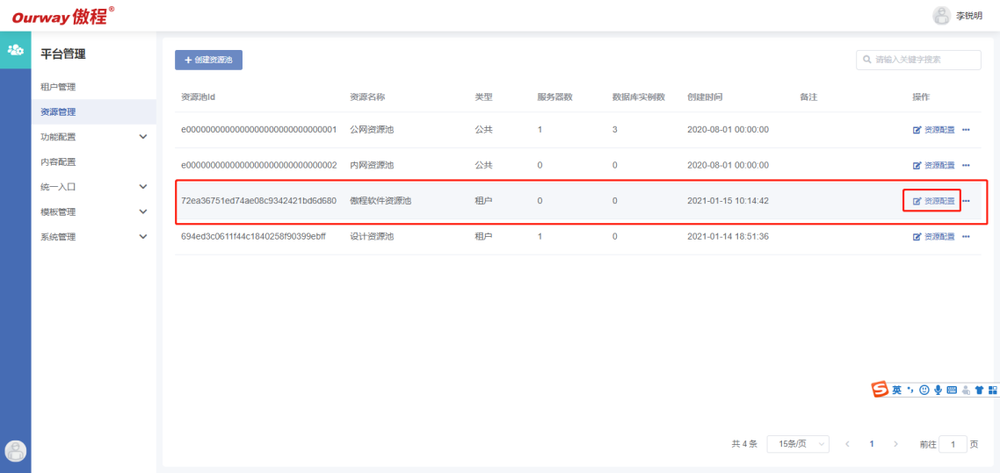 Ourway 傲程®
李锐明
平台管理
租户管理
资源管理
功能配置
内容配置
统一入口
模板管理
系统管理
+ 创建资源池
请输入关键字搜索
资源池Id 资源名称 类型 服务器数 数据库实例数 创建时间 备注 操作
e0000000000000000000000000000001 公网资源池 公共 1 3 2020-08-01 00:00:00 资源配置 •••
e0000000000000000000000000000002 内网资源池 公共 0 0 2020-08-01 00:00:00 资源配置 •••
72ea36751ed74ae08c9342421bd6d680 傲程软件资源池 租户 0 0 2021-01-15 10:14:42 资源配置 •••
694ed3c0611f44c1840258f90399ebff 设计资源池 租户 1 0 2021-01-14 18:51:36 资源配置 •••
S 英
共 4 条 15条/页 < 1 > 前往 1 页